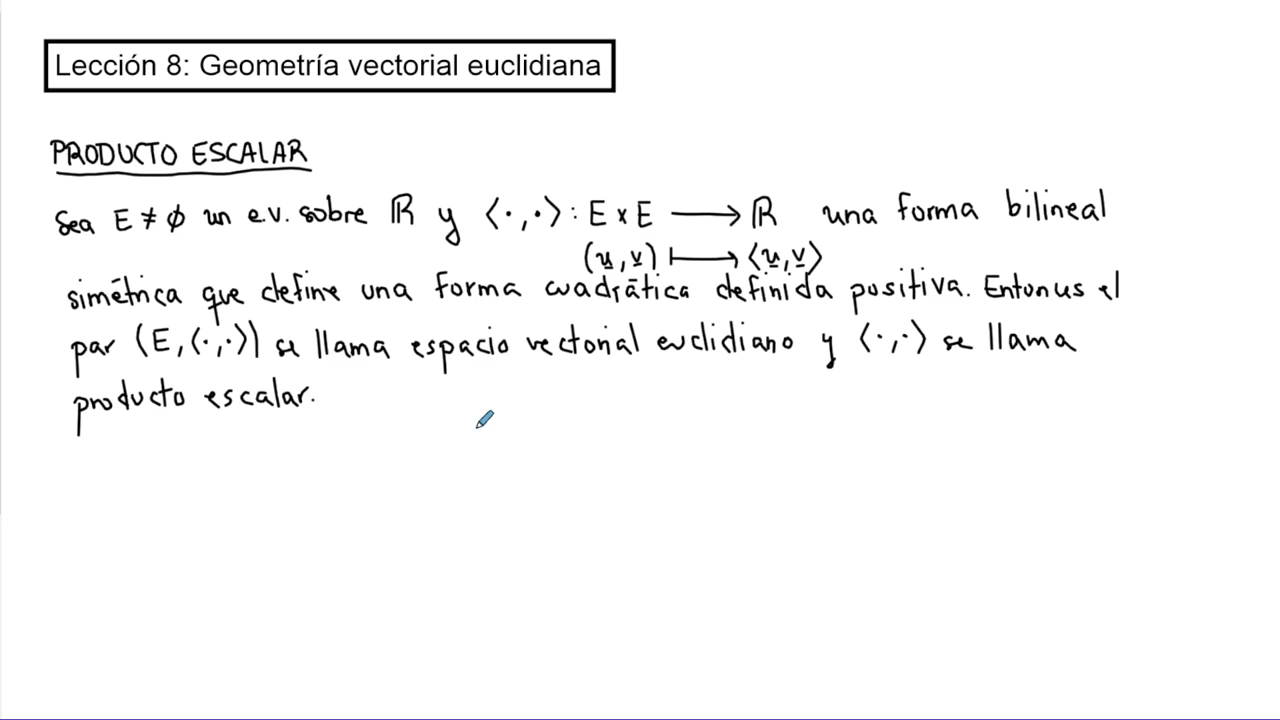 Lección 8: Geometría vectorial euclidiana
PRODUCTO ESCALAR
Sea E ≠ ∅ un e.v. sobre ℝ y ⟨·,·⟩ : E × E ⟶ ℝ una forma bilineal
(u̲, v̲) ⟼ ⟨u̲, v̲⟩
simétrica que define una forma cuadrática definida positiva. Entonces el
par (E, ⟨·,·⟩) se llama espacio vectorial euclidiano y ⟨·,·⟩ se llama
producto escalar.